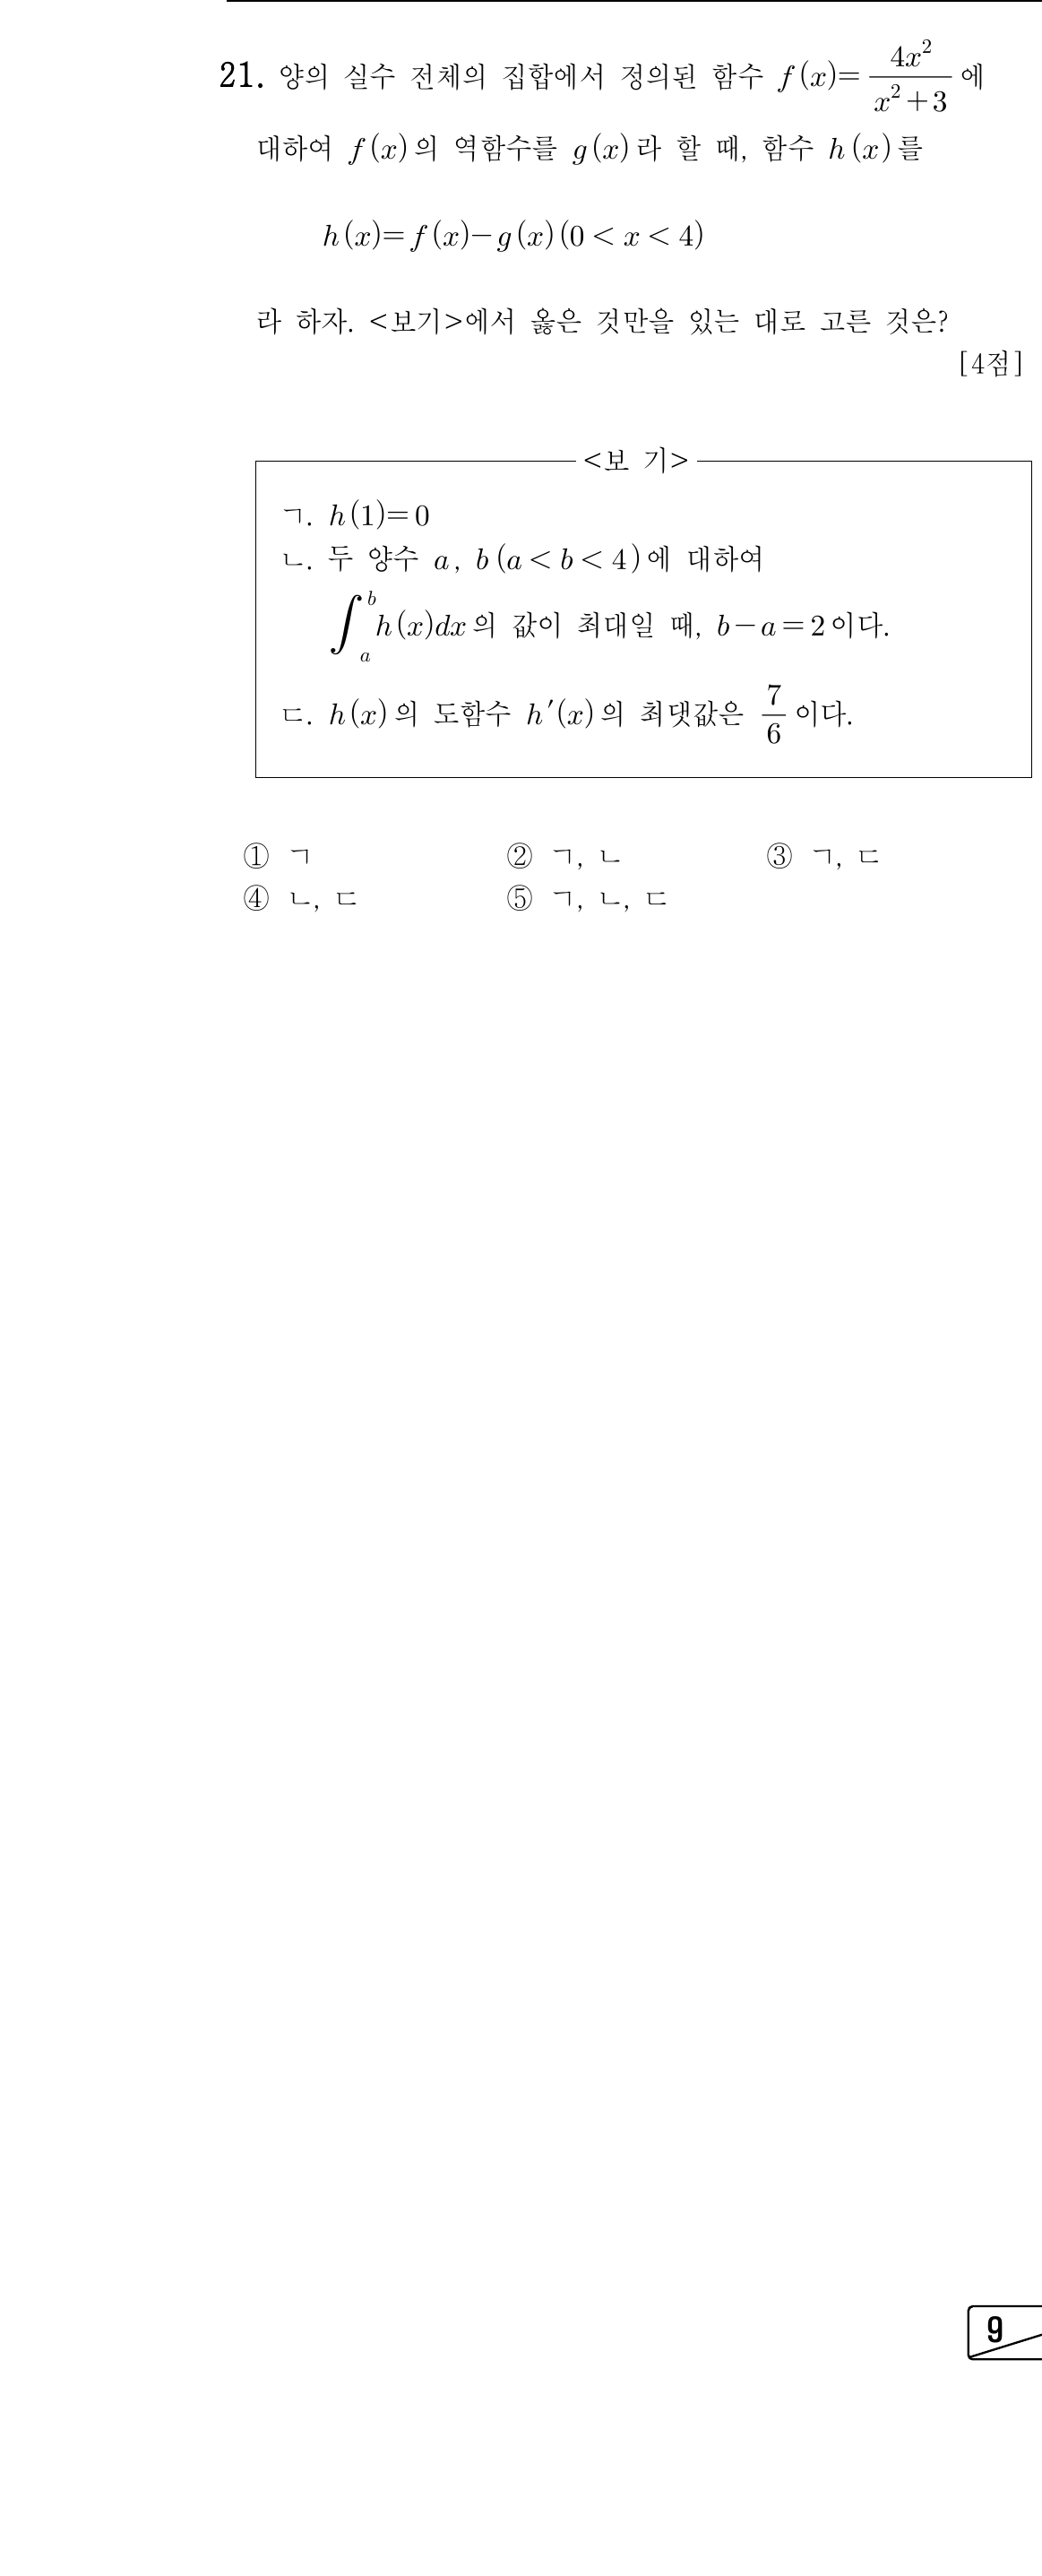 21. 양의 실수 전체의 집합에서 정의된 함수 f(x)=\frac{4x^2}{x^2+3}에
대하여 f(x)의 역함수를 g(x)라 할 때, 함수 h(x)를
h(x)=f(x)-g(x)(0<x<4)
라 하자. <보기>에서 옳은 것만을 있는 대로 고른 것은?
[4점]
<보 기>
ㄱ. h(1)=0
ㄴ. 두 양수 a, b(a<b<4)에 대하여
\int_a^b h(x)dx의 값이 최대일 때, b-a=2이다.
ㄷ. h(x)의 도함수 h'(x)의 최댓값은 \frac{7}{6}이다.
① ㄱ ② ㄱ, ㄴ ③ ㄱ, ㄷ
④ ㄴ, ㄷ ⑤ ㄱ, ㄴ, ㄷ
9